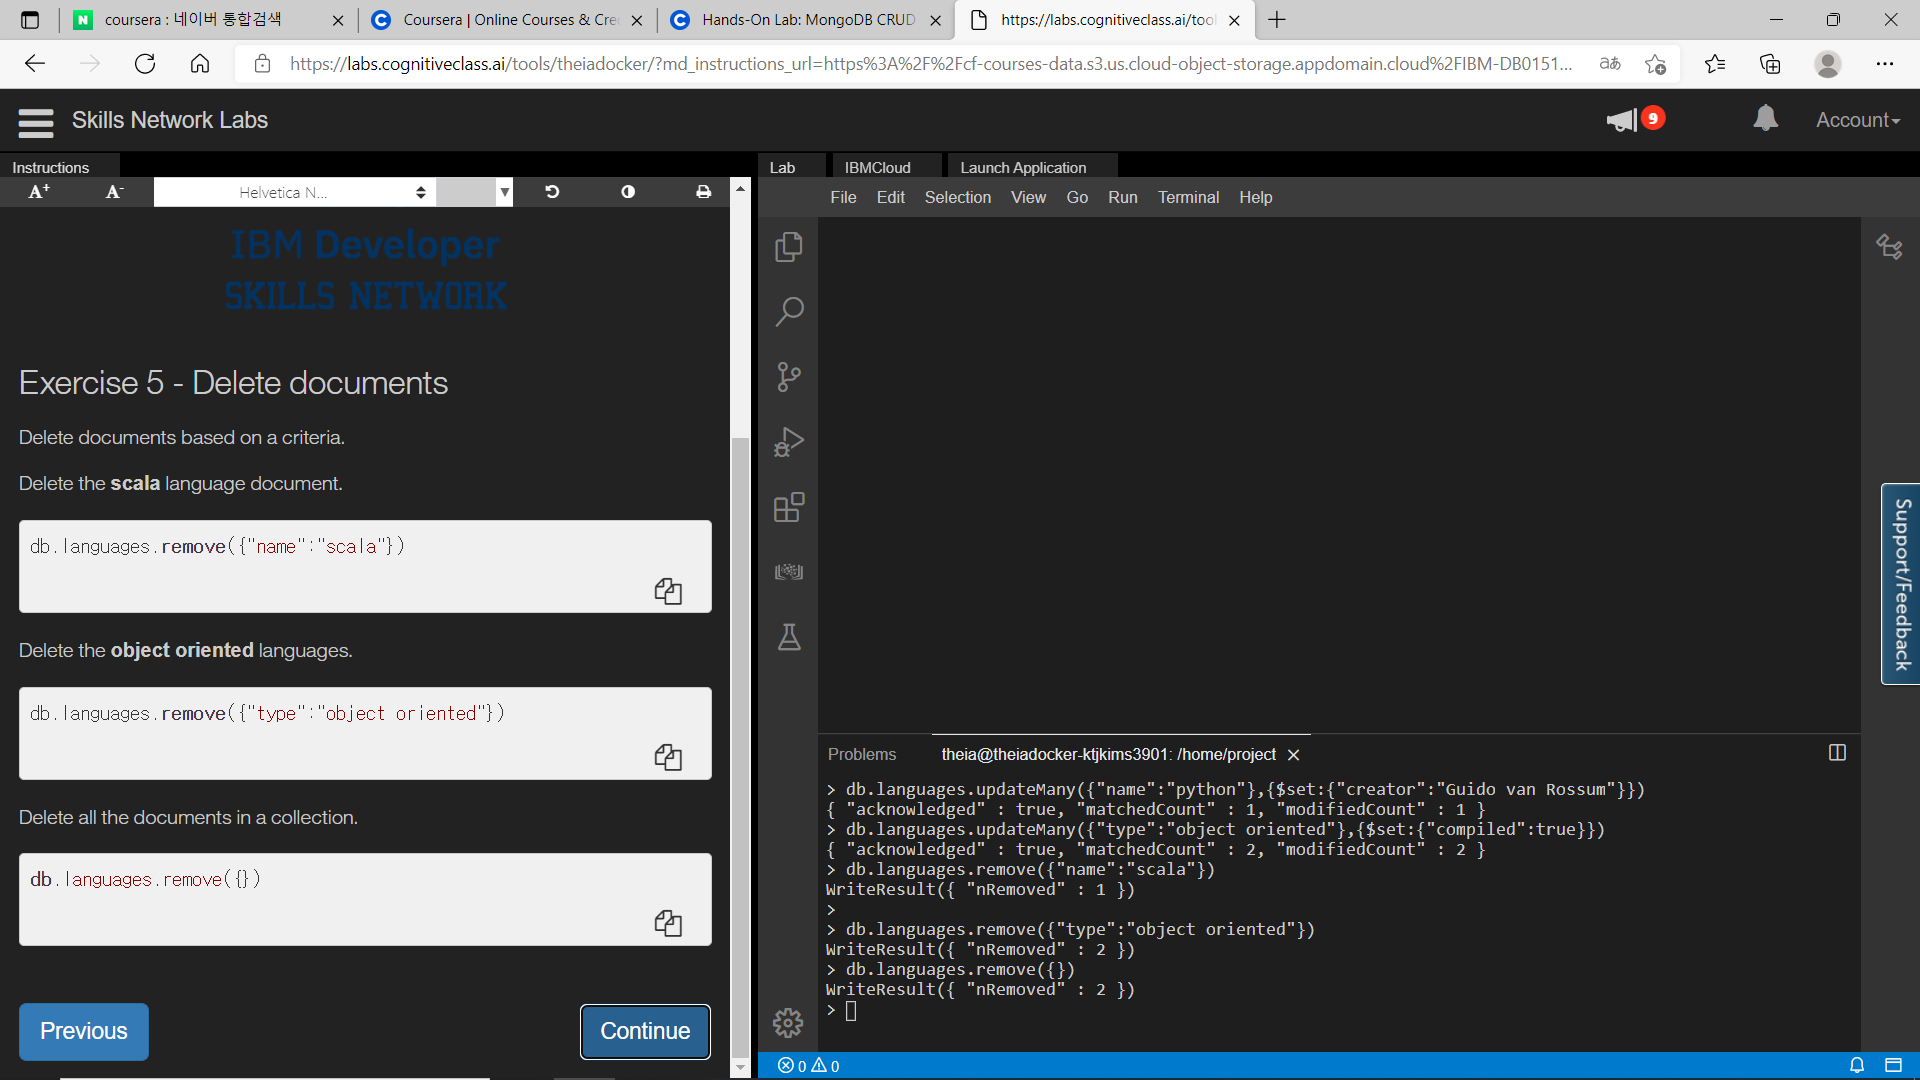 coursera : 네이버 통합검색
Coursera | Online Courses & Cre
Hands-On Lab: MongoDB CRUD
https://labs.cognitiveclass.ai/tool
https://labs.cognitiveclass.ai/tools/theiadocker/?md_instructions_url=https%3A%2F%2Fcf-courses-data.s3.us.cloud-object-storage.appdomain.cloud%2FIBM-DB0151...
Skills Network Labs
9
Account
Instructions
A+ A- Helvetica N...
IBM Developer
SKILLS NETWORK
Exercise 5 - Delete documents
Delete documents based on a criteria.
Delete the scala language document.
db.languages.remove({"name":"scala"})
Delete the object oriented languages.
db.languages.remove({"type":"object oriented"})
Delete all the documents in a collection.
db.languages.remove({})
Previous
Continue
Lab IBMCloud Launch Application
File Edit Selection View Go Run Terminal Help
Support/Feedback
Problems theia@theiadocker-ktjkims3901: /home/project
> db.languages.updateMany({"name":"python"},{$set:{"creator":"Guido van Rossum"}})
{ "acknowledged" : true, "matchedCount" : 1, "modifiedCount" : 1 }
> db.languages.updateMany({"type":"object oriented"},{$set:{"compiled":true}})
{ "acknowledged" : true, "matchedCount" : 2, "modifiedCount" : 2 }
> db.languages.remove({"name":"scala"})
WriteResult({ "nRemoved" : 1 })
>
> db.languages.remove({"type":"object oriented"})
WriteResult({ "nRemoved" : 2 })
> db.languages.remove({})
WriteResult({ "nRemoved" : 2 })
>
0 0